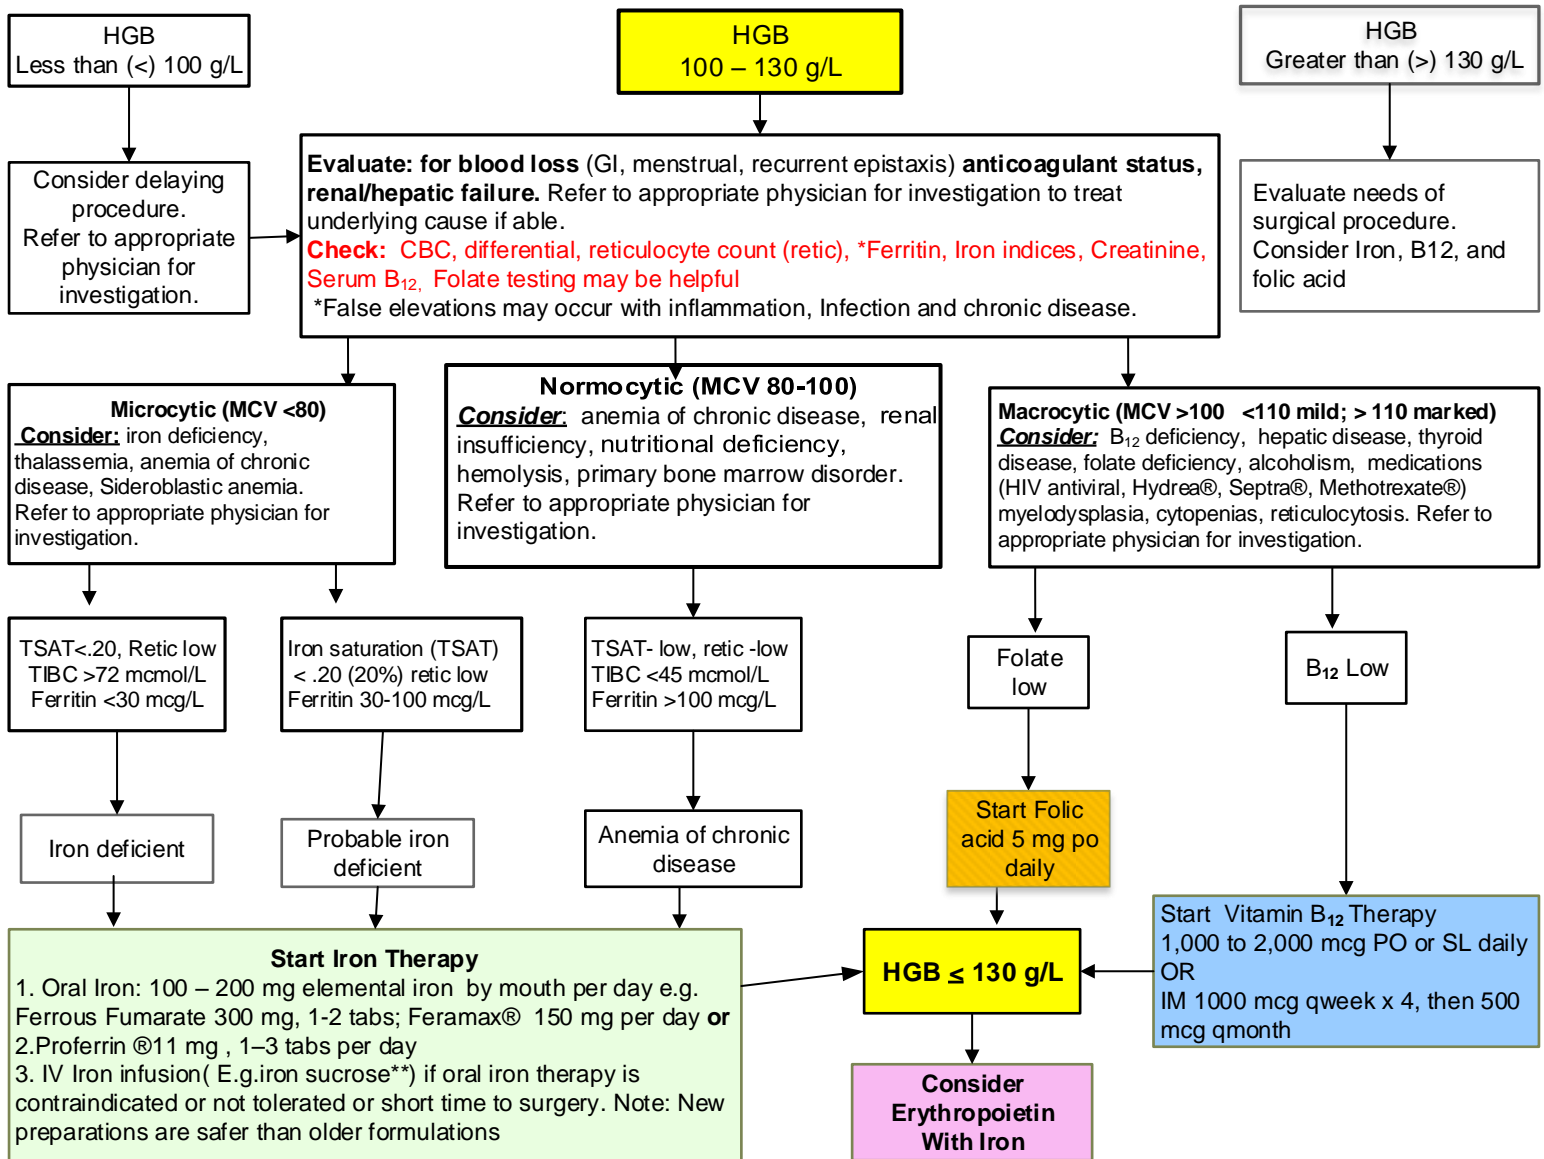 HGB
Less than (<) 100 g/L
HGB
100 – 130 g/L
HGB
Greater than (>) 130 g/L
Consider delaying
procedure.
Refer to appropriate
physician for
investigation.
Evaluate: for blood loss (GI, menstrual, recurrent epistaxis) anticoagulant status,
renal/hepatic failure. Refer to appropriate physician for investigation to treat
underlying cause if able.
Check: CBC, differential, reticulocyte count (retic), *Ferritin, Iron indices, Creatinine,
Serum B12, Folate testing may be helpful
*False elevations may occur with inflammation, Infection and chronic disease.
Evaluate needs of
surgical procedure.
Consider Iron, B12, and
folic acid
Microcytic (MCV <80)
Consider: iron deficiency,
thalassemia, anemia of chronic
disease, Sideroblastic anemia.
Refer to appropriate physician for
investigation.
Normocytic (MCV 80-100)
Consider: anemia of chronic disease, renal
insufficiency, nutritional deficiency,
hemolysis, primary bone marrow disorder.
Refer to appropriate physician for
investigation.
Macrocytic (MCV >100 <110 mild; > 110 marked)
Consider: B12 deficiency, hepatic disease, thyroid
disease, folate deficiency, alcoholism, medications
(HIV antiviral, Hydrea®, Septra®, Methotrexate®)
myelodysplasia, cytopenias, reticulocytosis. Refer to
appropriate physician for investigation.
TSAT<.20, Retic low
TIBC >72 mcmol/L
Ferritin <30 mcg/L
Iron saturation (TSAT)
< .20 (20%) retic low
Ferritin 30-100 mcg/L
TSAT- low, retic -low
TIBC <45 mcmol/L
Ferritin >100 mcg/L
Folate
low
B12 Low
Iron deficient
Probable iron
deficient
Anemia of chronic
disease
Start Folic
acid 5 mg po
daily
Start Iron Therapy
1. Oral Iron: 100 – 200 mg elemental iron by mouth per day e.g.
Ferrous Fumarate 300 mg, 1-2 tabs; Feramax® 150 mg per day or
2.Proferrin ®11 mg , 1–3 tabs per day
3. IV Iron infusion( E.g.iron sucrose**) if oral iron therapy is
contraindicated or not tolerated or short time to surgery. Note: New
preparations are safer than older formulations
HGB ≤ 130 g/L
Start Vitamin B12 Therapy
1,000 to 2,000 mcg PO or SL daily
OR
IM 1000 mcg qweek x 4, then 500
mcg qmonth
Consider
Erythropoietin
With Iron